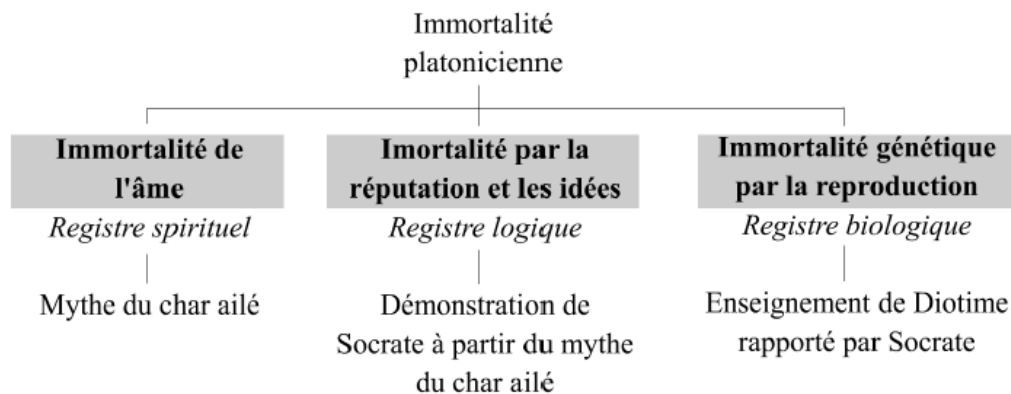 Immortalité
platonicienne
Immortalité de
l'âme
Registre spirituel
Mythe du char ailé
Imortalité par la
réputation et les idées
Registre logique
Démonstration de
Socrate à partir du mythe
du char ailé
Immortalité génétique
par la reproduction
Registre biologique
Enseignement de Diotime
rapporté par Socrate